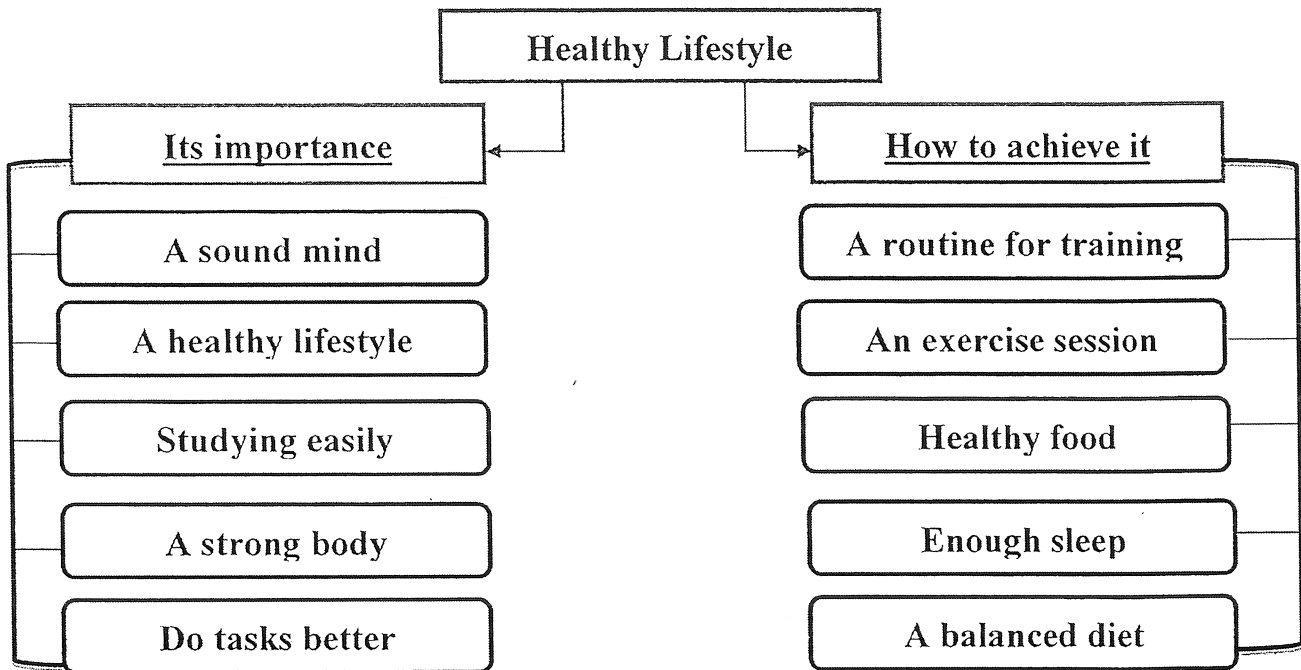 Healthy Lifestyle
Its importance
A sound mind
A healthy lifestyle
Studying easily
A strong body
Do tasks better
How to achieve it
A routine for training
An exercise session
Healthy food
Enough sleep
A balanced diet